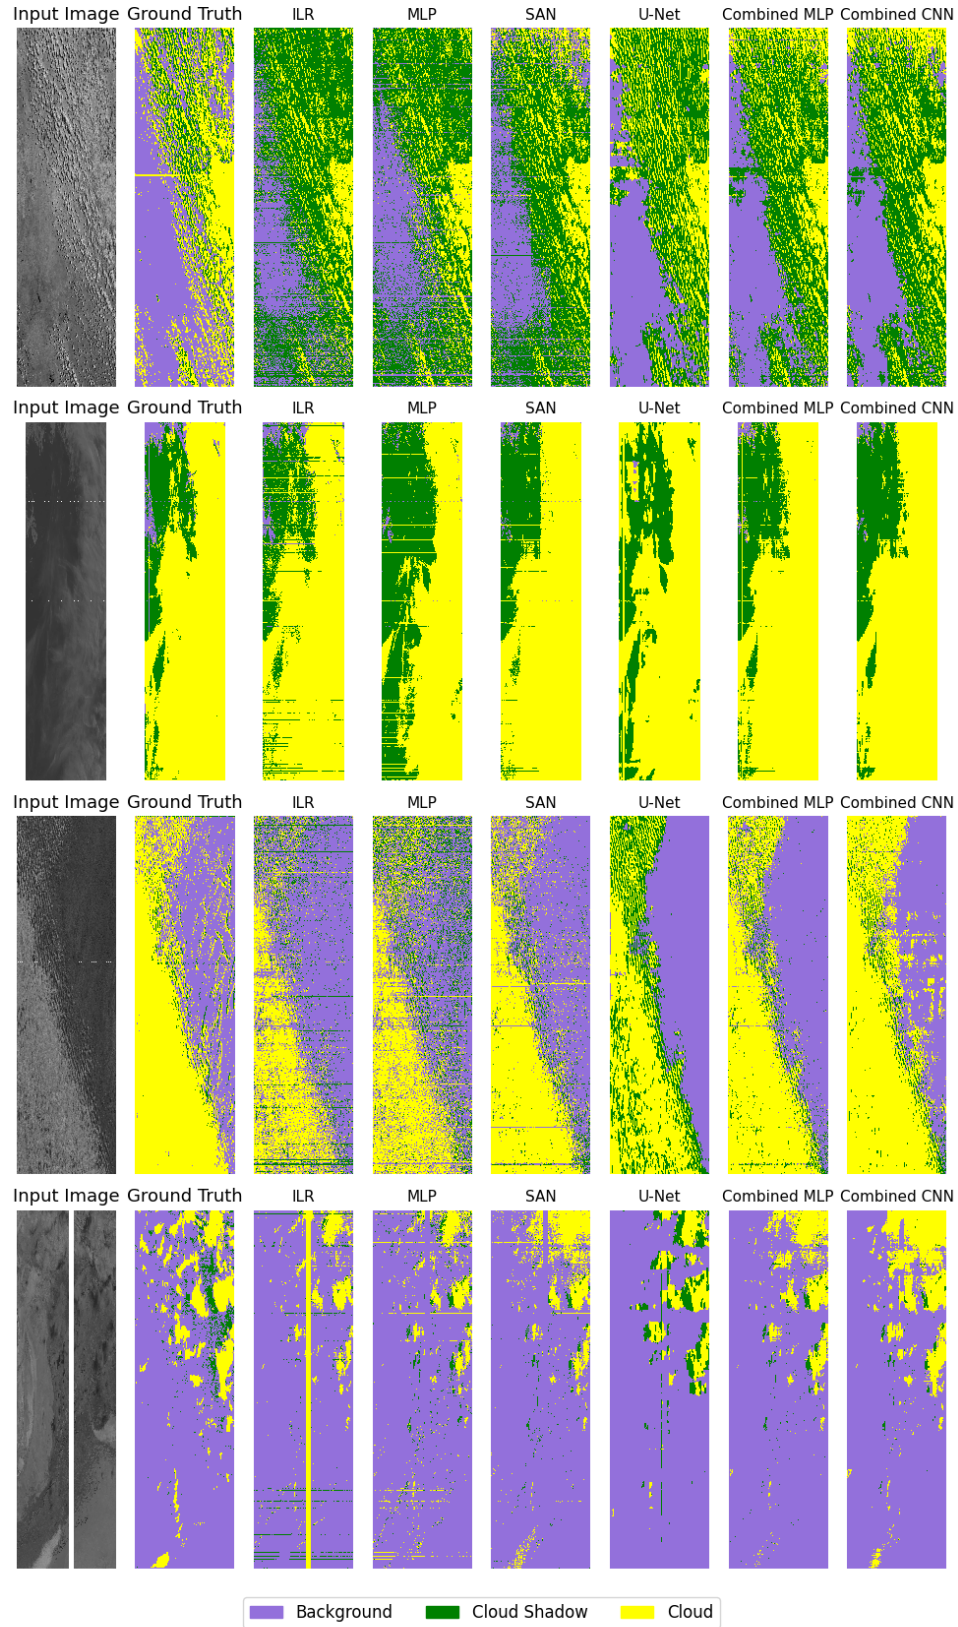 Input Image Ground Truth ILR MLP SAN U-Net Combined MLP Combined CNN
Input Image Ground Truth ILR MLP SAN U-Net Combined MLP Combined CNN
Input Image Ground Truth ILR MLP SAN U-Net Combined MLP Combined CNN
Input Image Ground Truth ILR MLP SAN U-Net Combined MLP Combined CNN
Background Cloud Shadow Cloud